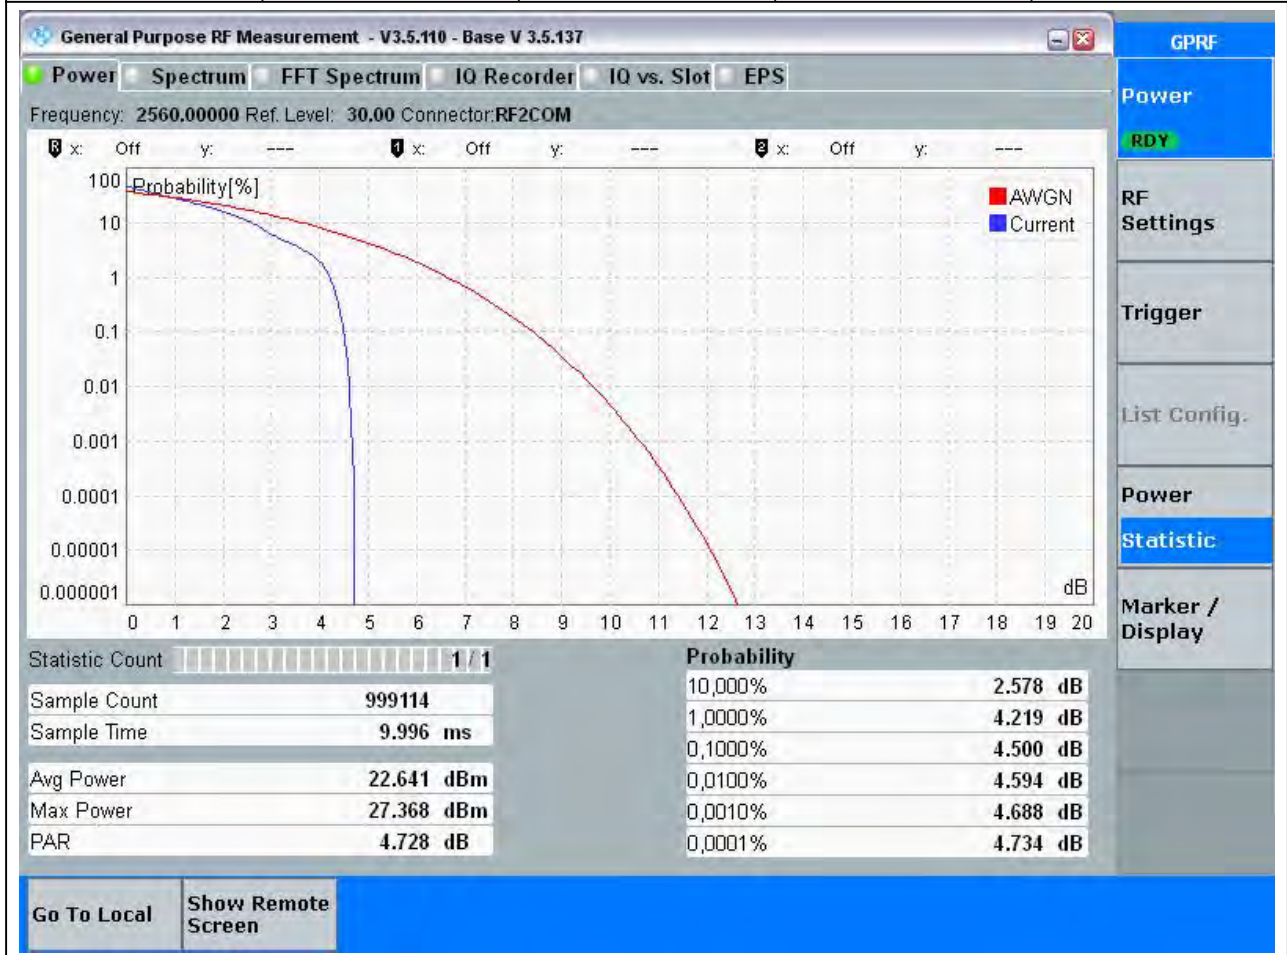 General Purpose RF Measurement - V3.5.110 - Base V 3.5.137
GPRF
Power Spectrum FFT Spectrum IQ Recorder IQ vs. Slot EPS
Frequency: 2560.00000 Ref. Level: 30.00 Connector:RF2COM
R x: Off y: --- 1 x: Off y: --- 2 x: Off y: ---
Probability[%]
AWGN
Current
100
10
1
0.1
0.01
0.001
0.0001
0.00001
0.000001
dB
0 1 2 3 4 5 6 7 8 9 10 11 12 13 14 15 16 17 18 19 20
Statistic Count 1 / 1
Sample Count 999114
Sample Time 9.996 ms
Avg Power 22.641 dBm
Max Power 27.368 dBm
PAR 4.728 dB
Probability
10,000% 2.578 dB
1,0000% 4.219 dB
0,1000% 4.500 dB
0,0100% 4.594 dB
0,0010% 4.688 dB
0,0001% 4.734 dB
Power
RDY
RF
Settings
Trigger
List Config.
Power
Statistic
Marker /
Display
Go To Local
Show Remote
Screen